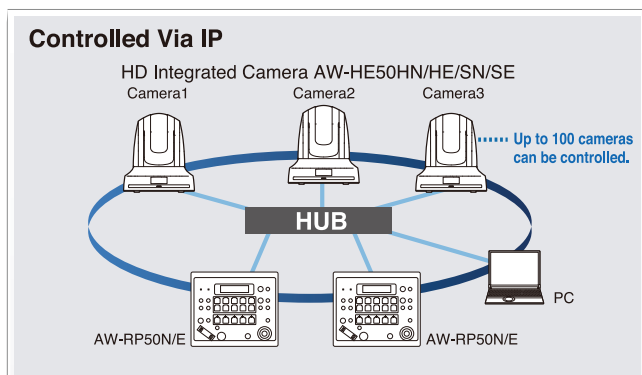 Controlled Via IP
HD Integrated Camera AW-HE50HN/HE/SN/SE
Camera1
Camera2
Camera3
Up to 100 cameras
can be controlled.
HUB
PC
AW-RP50N/E
AW-RP50N/E